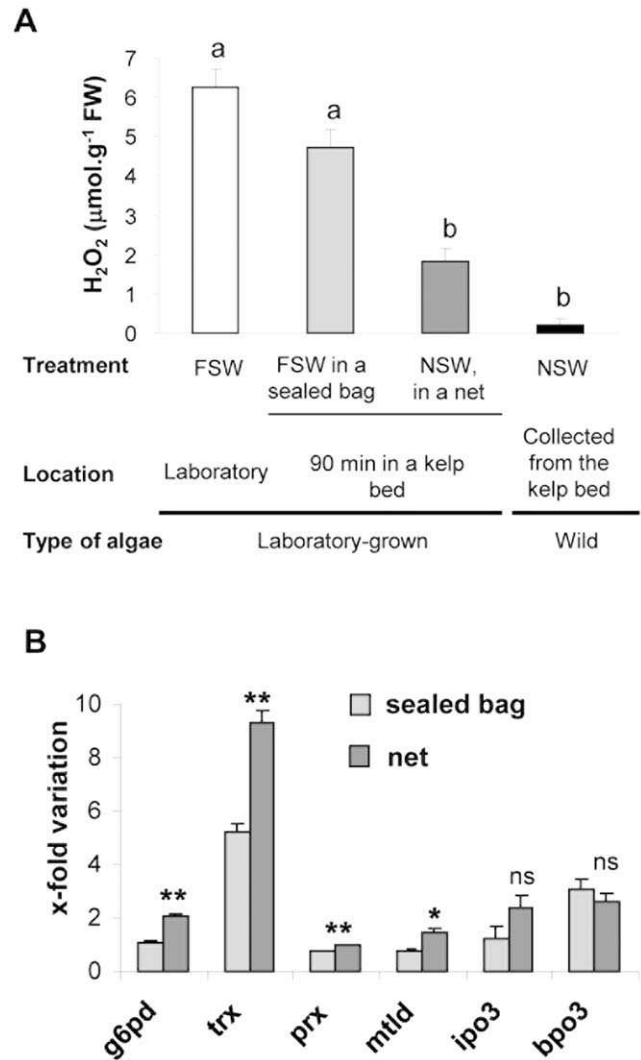 A
7
6
5
4
3
2
1
0
H₂O₂ (μmol.g⁻¹ FW)
a
a
b
b
Treatment
FSW
FSW in a
sealed bag
NSW,
in a net
NSW
Location
Laboratory
90 min in a kelp
bed
Collected
from the
kelp bed
Type of algae
Laboratory-grown
Wild
B
10
8
6
4
2
0
x-fold variation
sealed bag
net
**
**
**
*
ns
ns
g6pd
trx
prx
mtld
ipo3
bpo3